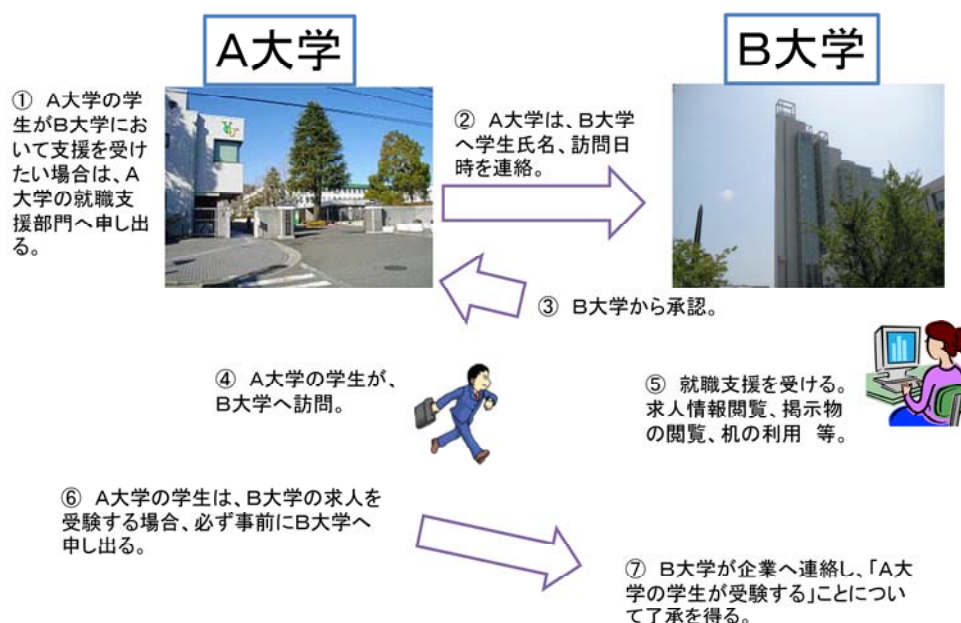 A大学
B大学
① A大学の学
生がB大学にお
いて支援を受け
たい場合は、A
大学の就職支
援部門へ申し出
る。
② A大学は、B大学
へ学生氏名、訪問日
時を連絡。
③ B大学から承認。
④ A大学の学生が、
B大学へ訪問。
⑤ 就職支援を受ける。
求人情報閲覧、掲示物
の閲覧、机の利用 等。
⑥ A大学の学生は、B大学の求人を
受験する場合、必ず事前にB大学へ
申し出る。
⑦ B大学が企業へ連絡し、「A大
学の学生が受験する」ことについ
て了承を得る。